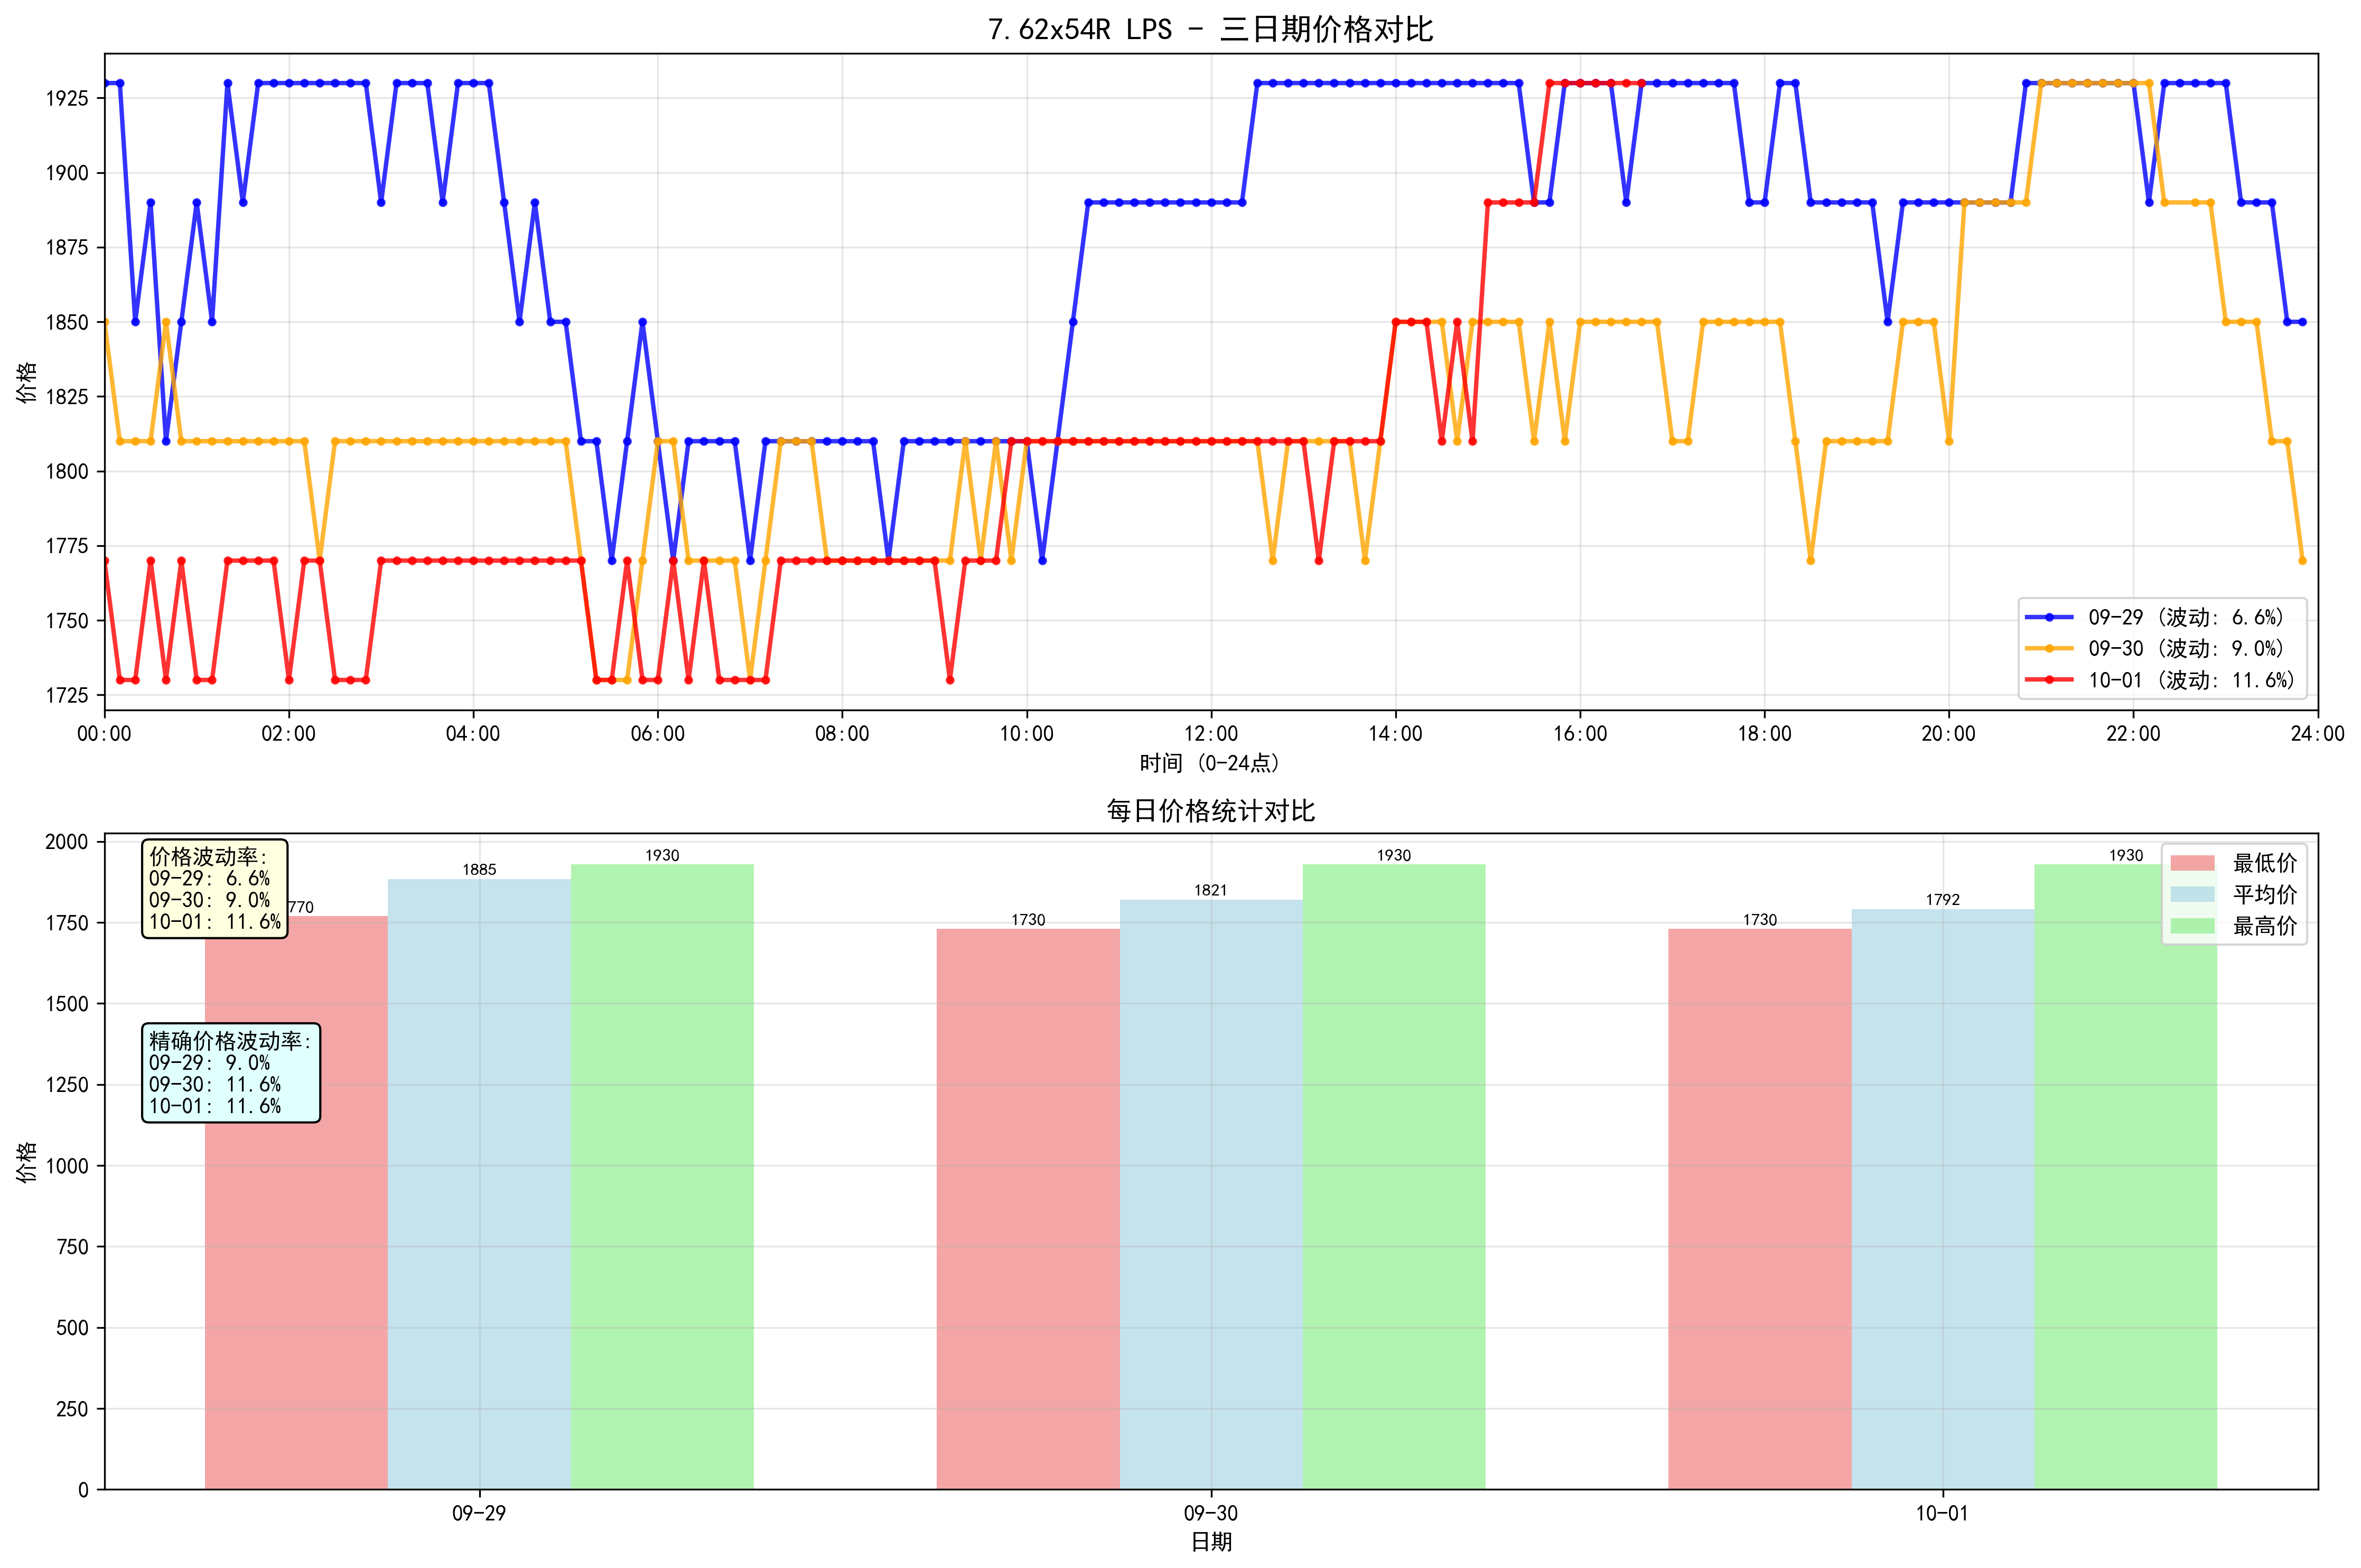 7.62x54R LPS - 三日期价格对比
价格
1925
1900
1875
1850
1825
1800
1775
1750
1725
09-29 (波动: 6.6%)
09-30 (波动: 9.0%)
10-01 (波动: 11.6%)
00:00 02:00 04:00 06:00 08:00 10:00 12:00 14:00 16:00 18:00 20:00 22:00 24:00
时间 (0-24点)
每日价格统计对比
价格
2000
1750
1500
1250
1000
750
500
250
0
价格波动率:
09-29: 6.6%
09-30: 9.0%
10-01: 11.6%
精确价格波动率:
09-29: 9.0%
09-30: 11.6%
10-01: 11.6%
770 1885 1930 1730 1821 1930 1730 1792 1930
最低价
平均价
最高价
09-29 09-30 10-01
日期